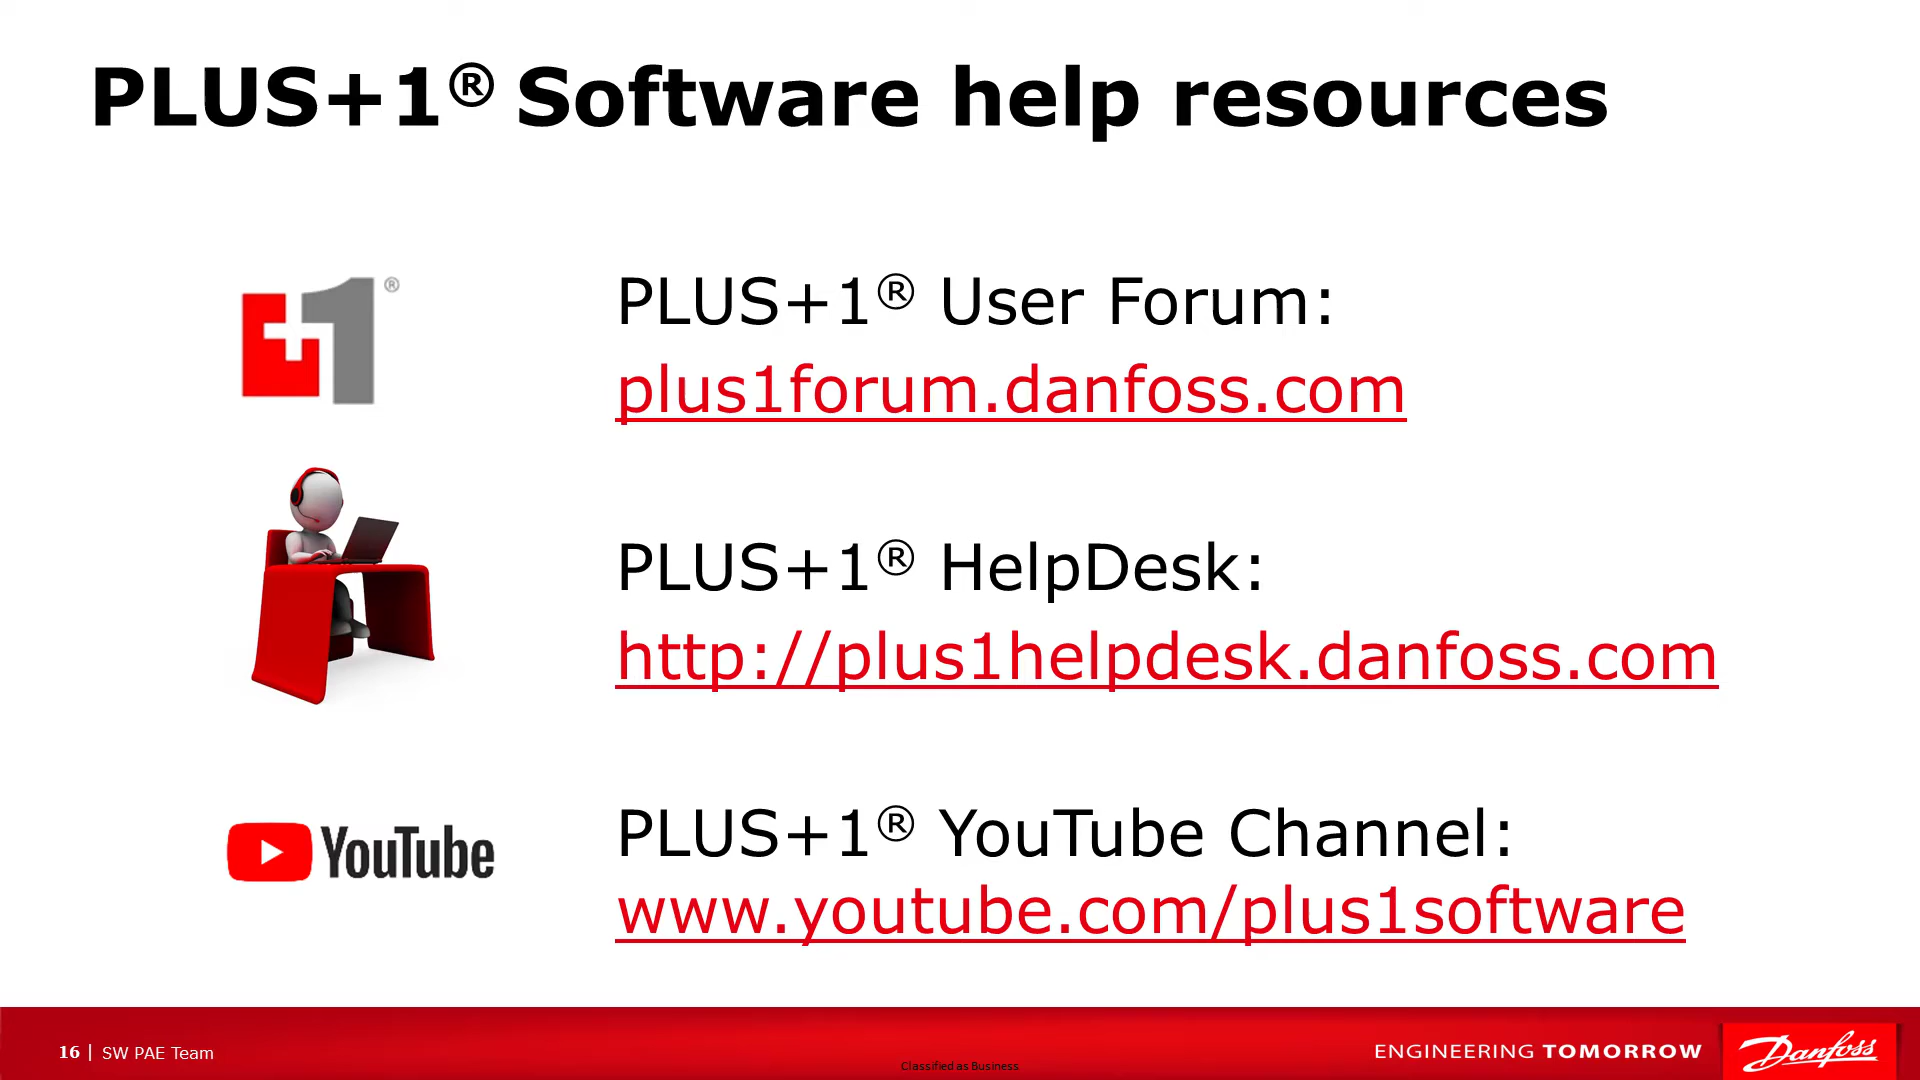 PLUS+1® Software help resources
+1®
PLUS+1® User Forum:
plus1forum.danfoss.com
PLUS+1® HelpDesk:
http://plus1helpdesk.danfoss.com
YouTube
PLUS+1® YouTube Channel:
www.youtube.com/plus1software
16 | SW PAE Team
Classified as Business
ENGINEERING TOMORROW
Danfoss